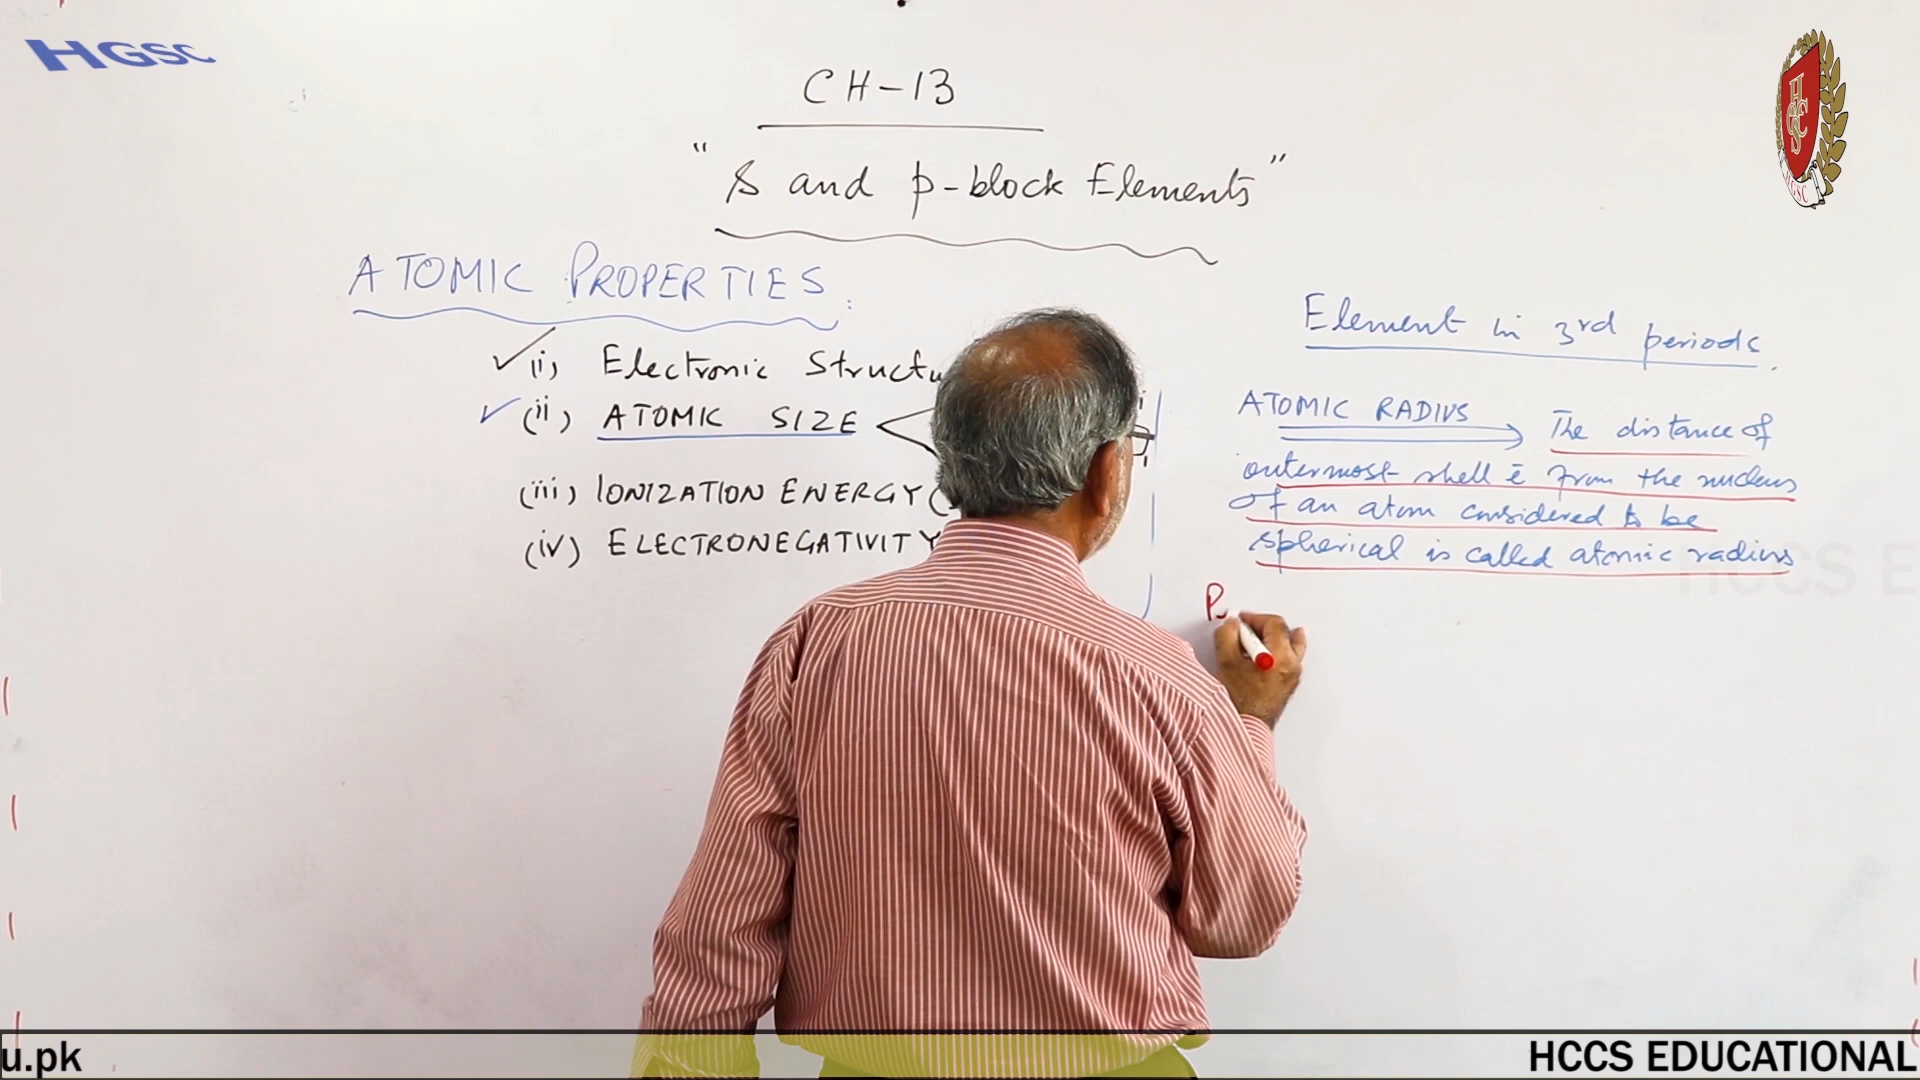 HGSC
CH-13
"S and p-block Elements"
ATOMIC PROPERTIES:
(i) Electronic Structu
(ii) ATOMIC SIZE
(iii) IONIZATION ENERGY (
(iv) ELECTRONEGATIVITY
Element in 3rd periods.
ATOMIC RADIUS The distance of
outermost shell ē from the nucleus
of an atom considered to be
spherical is called atomic radius
P
HCCS E
HGSC
u.pk
HCCS EDUCATIONAL